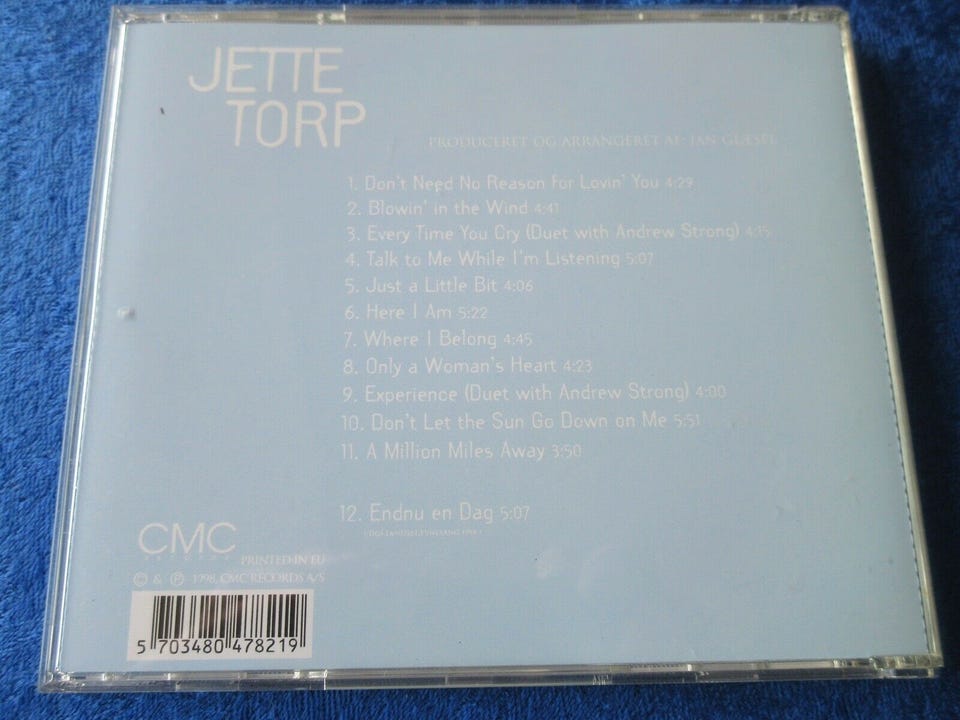 JETTE
TORP
PRODUCERET OG ARRANGERET AF: JAN GLÆSEL
1. Don't Need No Reason for Lovin' You 4:29
2. Blowin' in the Wind 4:41
3. Every Time You Cry (Duet with Andrew Strong) 4:15
4. Talk to Me While I'm Listening 5:07
5. Just a Little Bit 4:06
6. Here I Am 5:22
7. Where I Belong 4:45
8. Only a Woman's Heart 4:23
9. Experience (Duet with Andrew Strong) 4:00
10. Don't Let the Sun Go Down on Me 5:51
11. A Million Miles Away 3:50
12. Endnu en Dag 5:07
CMC
PRINTED IN EU
© & ℗ 1998, CMC RECORDS A/S
5 703480 478219